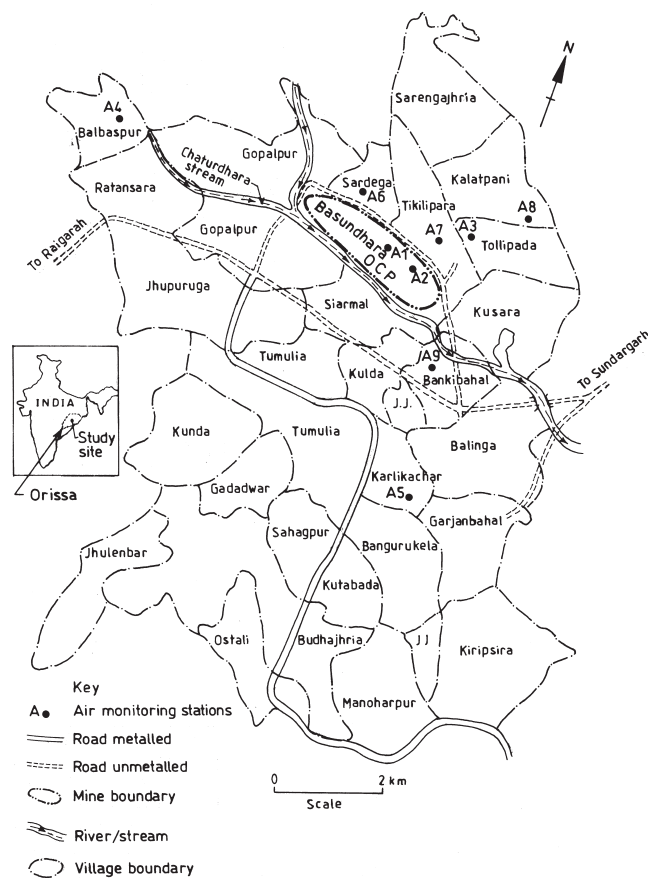 N
Sarengajhria
A4
Balbaspur
Gopalpur
Chaturdhara
stream
Sardega
A6
Kalatpani
Ratansara
Tikilipara
A8
Gopalpur
Basundhara
OCP
A1
A2
A7
A3
Tollipada
To Raigarah
Jhupuruga
Siarmal
Kusara
Tumulia
A9
Kulda
Bankibahal
To Sundargarh
J.J.
INDIA
Study
site
Orissa
Kunda
Tumulia
Balinga
Karlikachar
A5
Gadadwar
Garjanbahal
Sahagpur
Bangurukela
Jhulenbar
Kutabada
Ostali
Budhajhria
JJ
Kiripsira
Manoharpur
Key
A Air monitoring stations
Road metalled
Road unmetalled
Mine boundary
River/stream
Village boundary
0 2 km
Scale